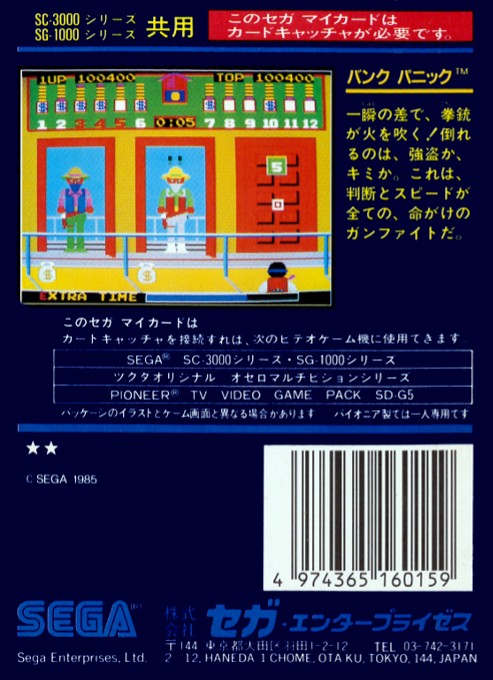 SC-3000 シリーズ
SG-1000 シリーズ
共用
このセガ マイカードは
カードキャッチャが必要です。
1UP 100400 TOP 100400
1 2 3 4 5 6 0:05 7 8 9 10 11 12
5
$ $
EXTRA TIME
バンク パニック™
一瞬の差で、拳銃
が火を吹く!倒れ
るのは、強盗か、
キミか。これは、
判断とスピードが
全ての、命がけの
ガンファイトだ。
このセガ マイカードは
カートキャッチャを接続すれは、次のヒテオケーム機に使用てきます。
SEGA® SC-3000シリーズ・SG-1000シリーズ
ツクタオリシナル オセロマルチヒションシリーズ
PIONEER® TV VIDEO GAME PACK SD-G5
パッケーシのイラストとケーム画面と異なる場合かあります パイオニア製ては一人専用です
★★
© SEGA 1985
4 974365 160159
SEGA®
株式会社 セガ・エンタープライゼス
〒144 東京都大田区羽田1-2-12 TEL 03-742-3171
Sega Enterprises, Ltd. 2 12, HANEDA 1 CHOME, OTA KU, TOKYO, 144, JAPAN